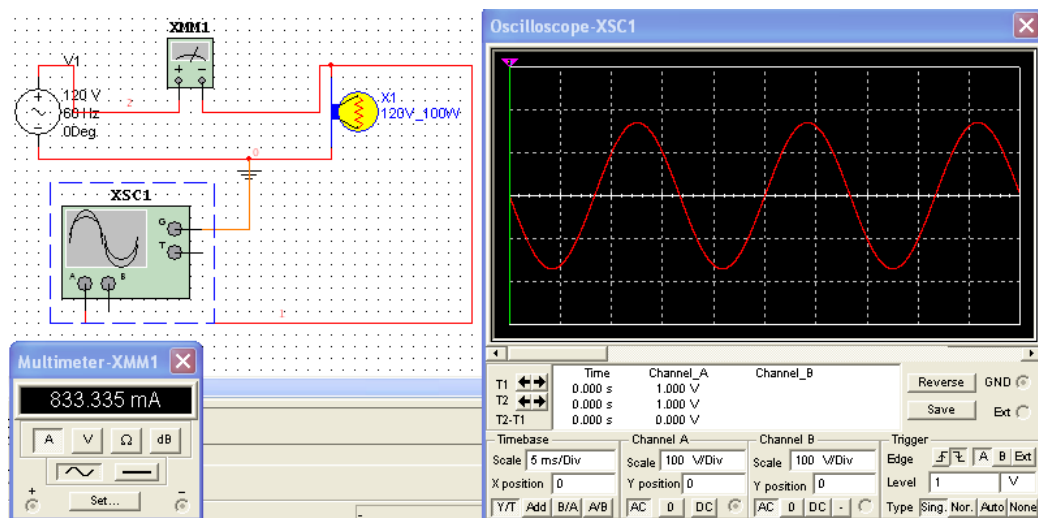 XMM1
V1
120 V
60 Hz
0Deg
2
X1
120V_100W
0
XSC1
G
T
A
B
1
Multimeter-XMM1
833.335 mA
A V Ω dB
+ Set... -
Oscilloscope-XSC1
Time Channel_A Channel_B
T1 0.000 s 1.000 V
T2 0.000 s 1.000 V
T2-T1 0.000 s 0.000 V
Reverse GND
Save Ext
Timebase Channel A Channel B Trigger
Scale 5 ms/Div Scale 100 V/Div Scale 100 V/Div Edge A B Ext
X position 0 Y position 0 Y position 0 Level 1 V
Y/T Add B/A A/B AC 0 DC AC 0 DC - Type Sing. Nor. Auto None